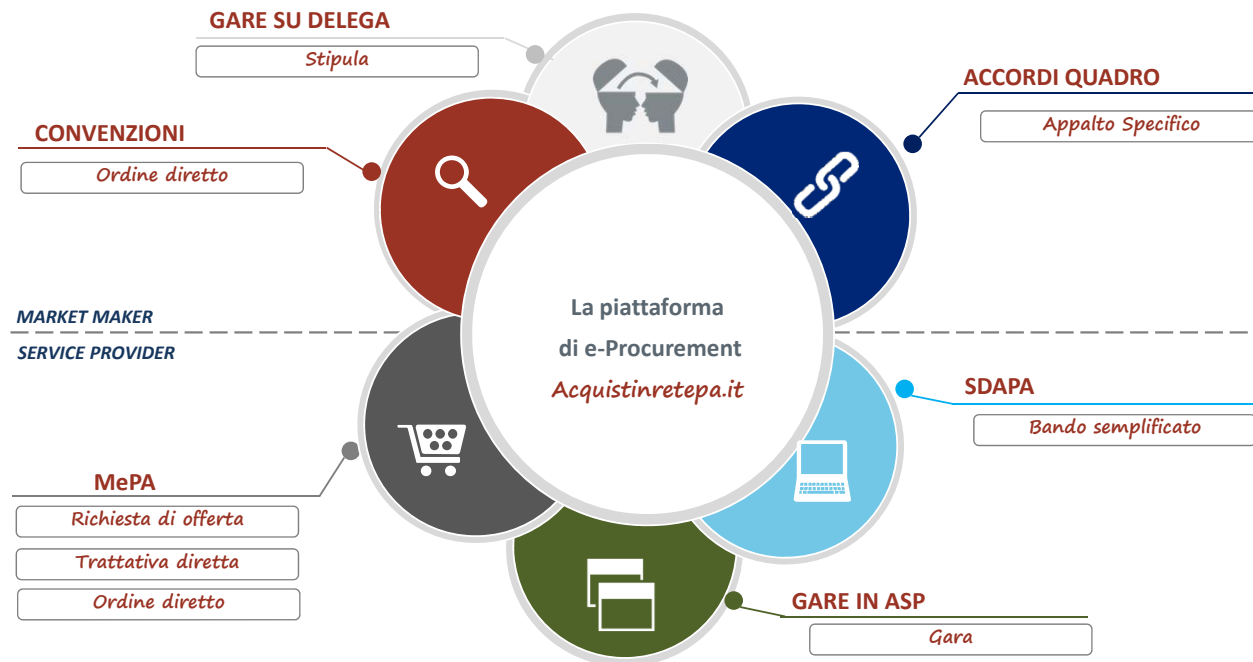 GARE SU DELEGA
Stipula
ACCORDI QUADRO
Appalto Specifico
CONVENZIONI
Ordine diretto
MARKET MAKER
SERVICE PROVIDER
La piattaforma
di e-Procurement
Acquistinretepa.it
SDAPA
Bando semplificato
MePA
Richiesta di offerta
Trattativa diretta
Ordine diretto
GARE IN ASP
Gara